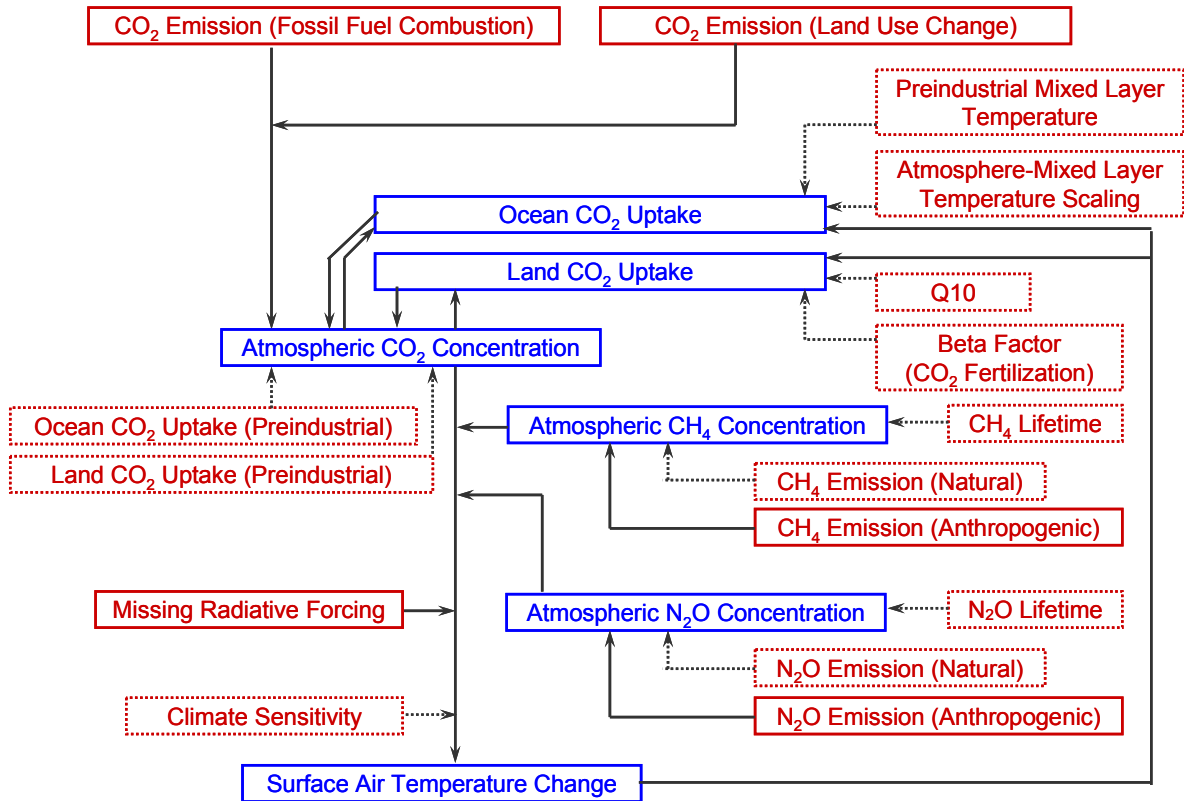 CO₂ Emission (Fossil Fuel Combustion)
CO₂ Emission (Land Use Change)
Preindustrial Mixed Layer
Temperature
Atmosphere-Mixed Layer
Temperature Scaling
Ocean CO₂ Uptake
Land CO₂ Uptake
Q10
Atmospheric CO₂ Concentration
Beta Factor
(CO₂ Fertilization)
Ocean CO₂ Uptake (Preindustrial)
Atmospheric CH₄ Concentration
CH₄ Lifetime
Land CO₂ Uptake (Preindustrial)
CH₄ Emission (Natural)
CH₄ Emission (Anthropogenic)
Missing Radiative Forcing
Atmospheric N₂O Concentration
N₂O Lifetime
N₂O Emission (Natural)
Climate Sensitivity
N₂O Emission (Anthropogenic)
Surface Air Temperature Change